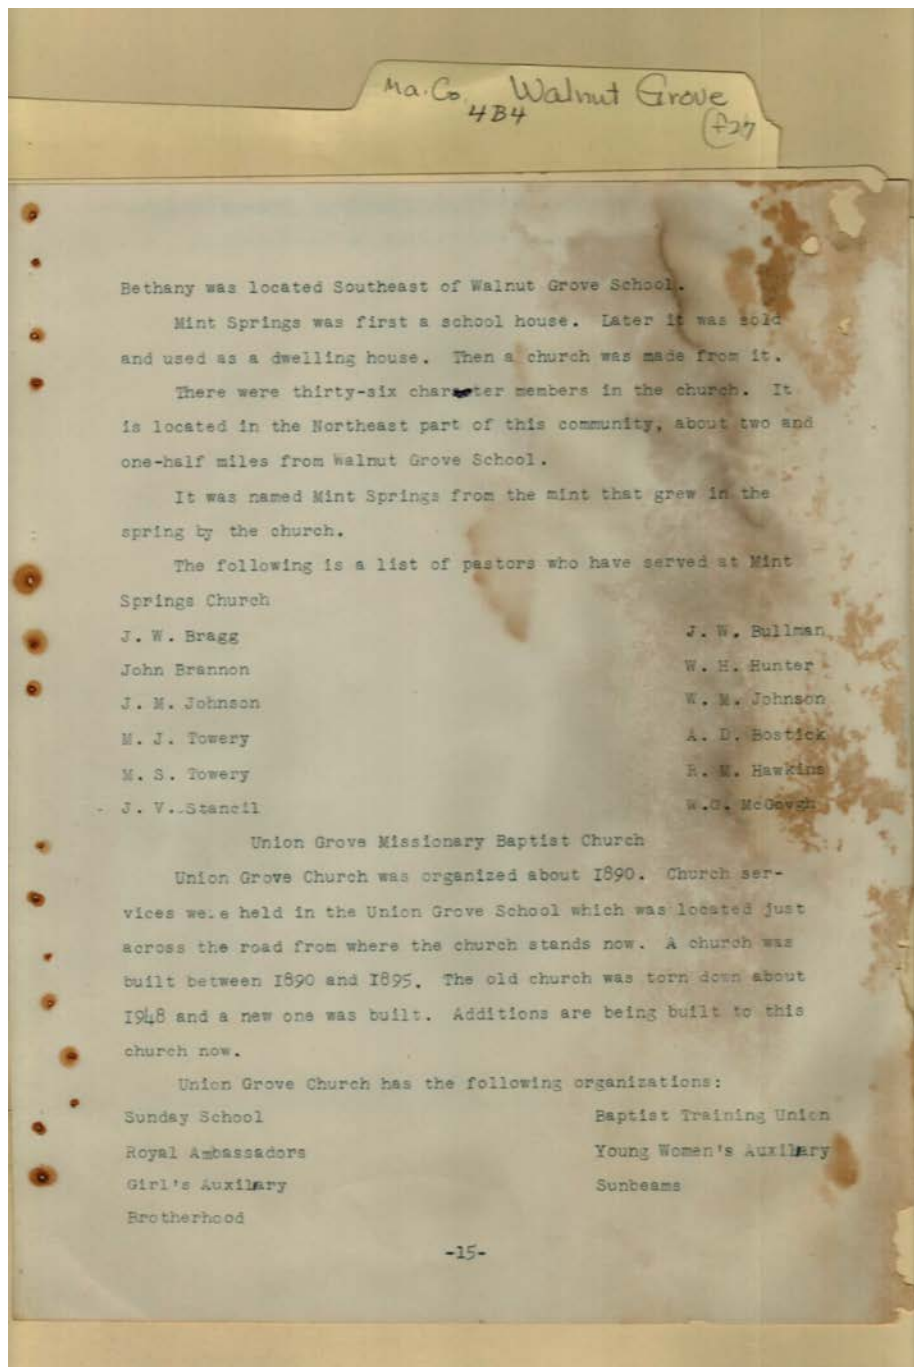 Ma. Co. Walnut Grove
4B4
f27
Bethany was located Southeast of Walnut Grove School.
Mint Springs was first a school house. Later it was sold
and used as a dwelling house. Then a church was made from it.
There were thirty-six character members in the church. It
is located in the Northeast part of this community, about two and
one-half miles from Walnut Grove School.
It was named Mint Springs from the mint that grew in the
spring by the church.
The following is a list of pastors who have served at Mint
Springs Church
J. W. Bragg J. W. Bullman
John Brannon W. H. Hunter
J. M. Johnson W. M. Johnson
M. J. Towery A. D. Bostick
M. S. Towery R. M. Hawkins
J. V. Stancil W.G. McGovgh
Union Grove Missionary Baptist Church
Union Grove Church was organized about I890. Church ser-
vices were held in the Union Grove School which was located just
across the road from where the church stands now. A church was
built between I890 and I895. The old church was torn down about
I948 and a new one was built. Additions are being built to this
church now.
Union Grove Church has the following organizations:
Sunday School Baptist Training Union
Royal Ambassadors Young Women's Auxilary
Girl's Auxilary Sunbeams
Brotherhood
-15-